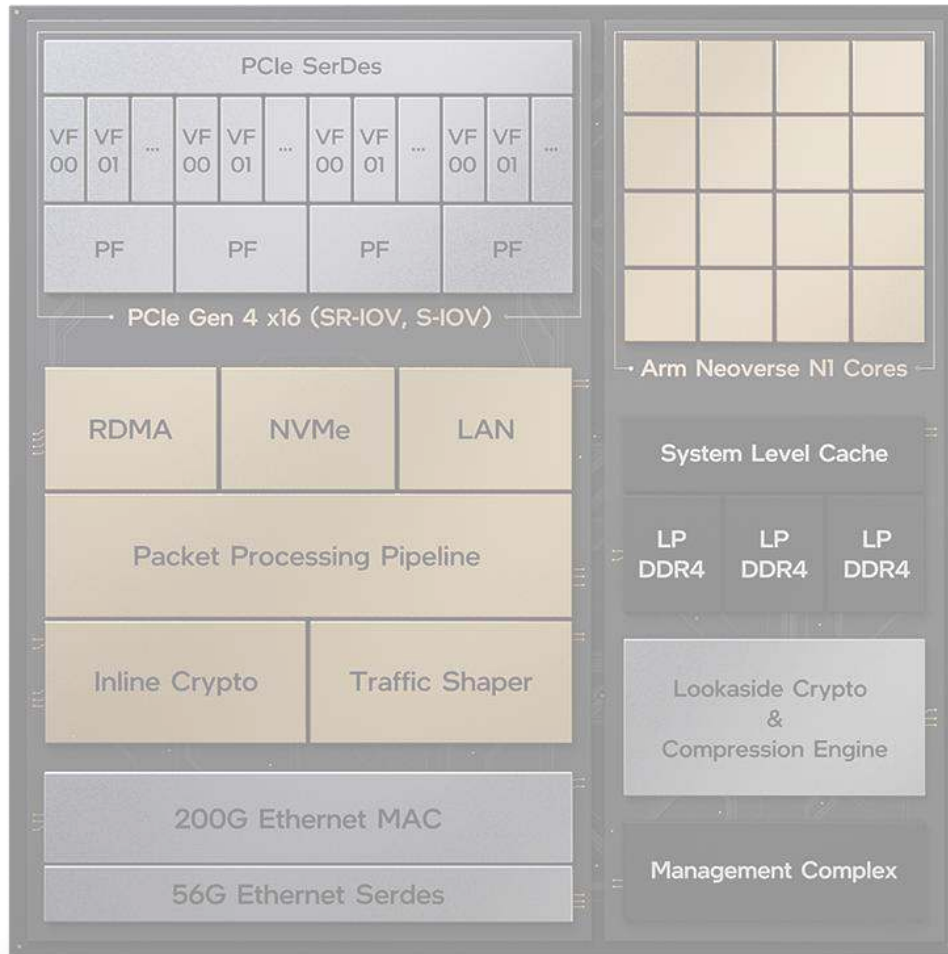 PCIe SerDes
VF VF ... VF VF ... VF VF ... VF VF ...
00 01 00 01 00 01 00 01
PF PF PF PF
PCIe Gen 4 x16 (SR-IOV, S-IOV)
RDMA NVMe LAN
Packet Processing Pipeline
Inline Crypto Traffic Shaper
200G Ethernet MAC
56G Ethernet Serdes
Arm Neoverse N1 Cores
System Level Cache
LP LP LP
DDR4 DDR4 DDR4
Lookaside Crypto
&
Compression Engine
Management Complex